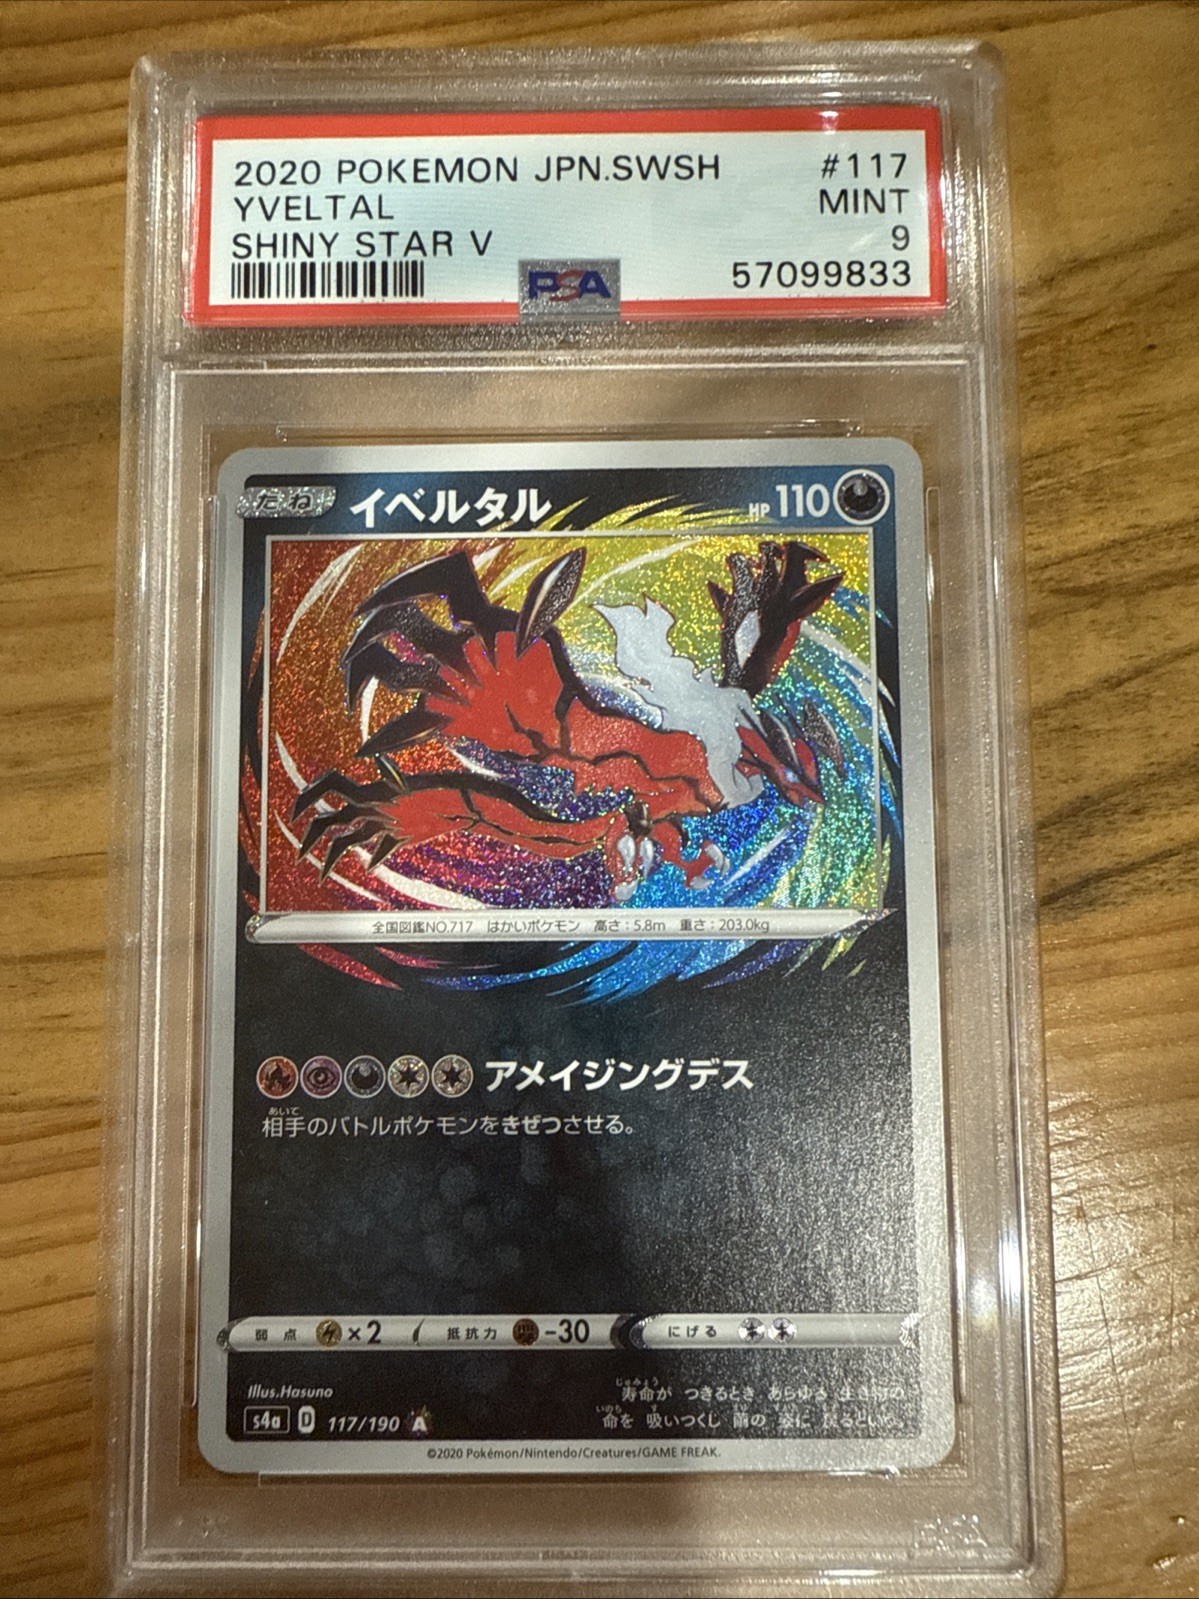 2020 POKEMON JPN.SWSH #117
YVELTAL MINT
SHINY STAR V 9
PSA 57099833
たね イベルタル HP 110
全国図鑑NO.717 はかいポケモン 高さ:5.8m 重さ:203.0kg
アメイジングデス
あいて
相手のバトルポケモンをきぜつさせる。
弱点 ×2 抵抗力 -30 にげる
Illus.Hasuno
じゅみょう
寿命が つきるとき あらゆる 生き物の
いのち す
命を 吸いつくし 繭の 姿に 戻るという。
s4a D 117/190 A
©2020 Pokémon/Nintendo/Creatures/GAME FREAK.